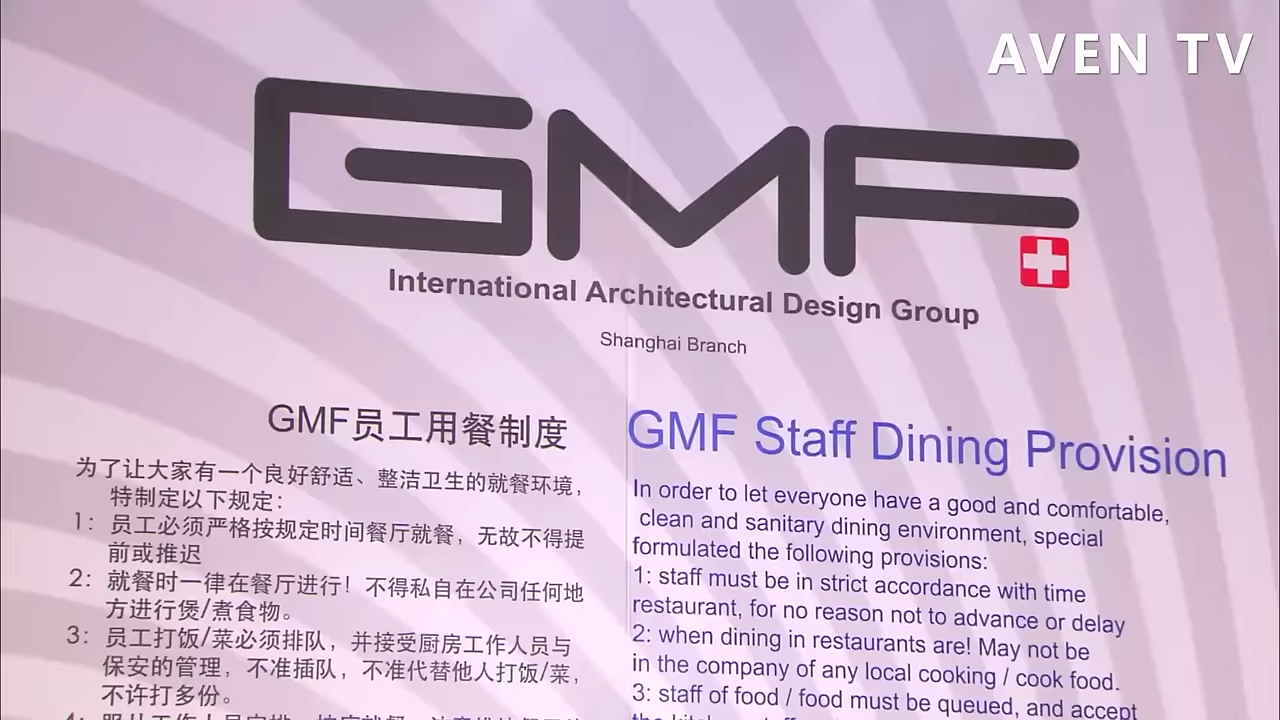 AVEN TV
GMF
International Architectural Design Group
Shanghai Branch
GMF员工用餐制度
为了让大家有一个良好舒适、整洁卫生的就餐环境，
特制定以下规定：
1：员工必须严格按规定时间餐厅就餐，无故不得提
前或推迟
2：就餐时一律在餐厅进行！不得私自在公司任何地
方进行煲/煮食物。
3：员工打饭/菜必须排队，并接受厨房工作人员与
保安的管理，不准插队，不准代替他人打饭/菜，
不许打多份。
GMF Staff Dining Provision
In order to let everyone have a good and comfortable,
clean and sanitary dining environment, special
formulated the following provisions:
1: staff must be in strict accordance with time
restaurant, for no reason not to advance or delay
2: when dining in restaurants are! May not be
in the company of any local cooking / cook food.
3: staff of food / food must be queued, and accept